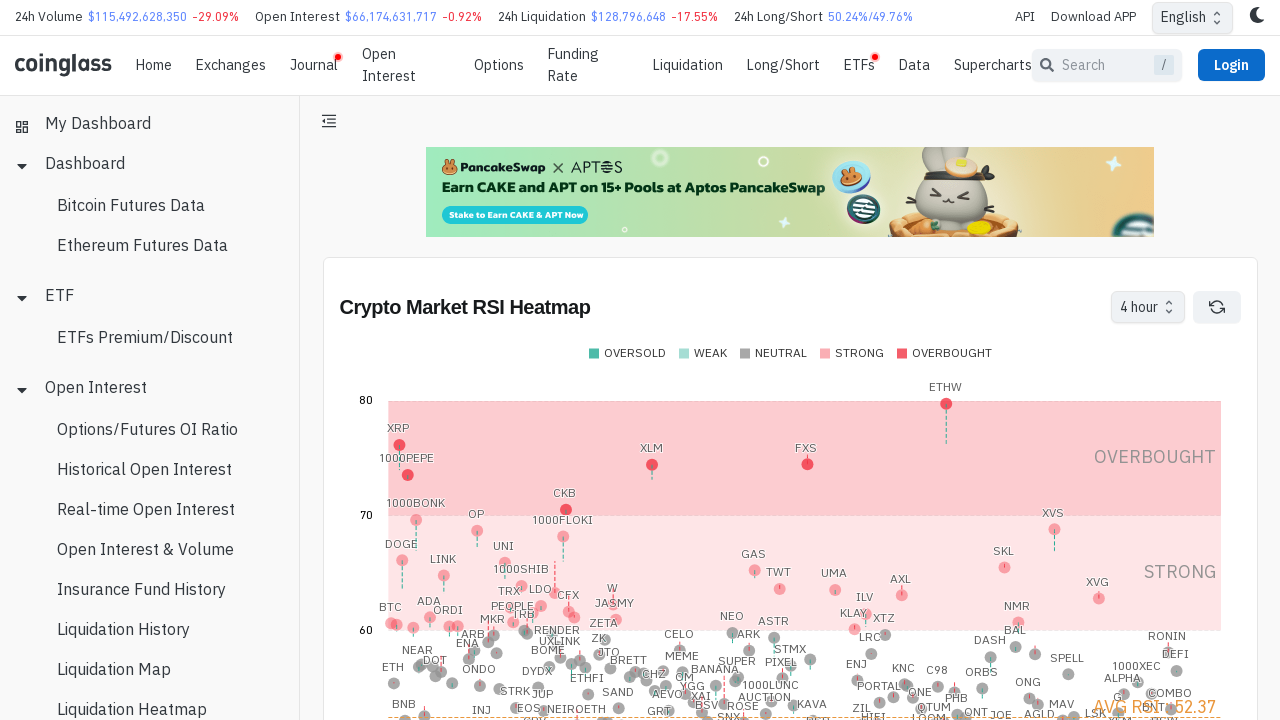 24h Volume $115,492,628,350 -29.09% Open Interest $66,174,631,717 -0.92% 24h Liquidation $128,796,648 -17.55% 24h Long/Short 50.24%/49.76% API Download APP English
coinglass Home Exchanges Journal Open Interest Options Funding Rate Liquidation Long/Short ETFs Data Supercharts Search / Login
My Dashboard
Dashboard
Bitcoin Futures Data
Ethereum Futures Data
ETF
ETFs Premium/Discount
Open Interest
Options/Futures OI Ratio
Historical Open Interest
Real-time Open Interest
Open Interest & Volume
Insurance Fund History
Liquidation History
Liquidation Map
Liquidation Heatmap
PancakeSwap × APTOS
Earn CAKE and APT on 15+ Pools at Aptos PancakeSwap
Stake to Earn CAKE & APT Now
Crypto Market RSI Heatmap
4 hour
OVERSOLD WEAK NEUTRAL STRONG OVERBOUGHT
ETHW
80
XRP
XLM
FXS
OVERBOUGHT
1000PEPE
CKB
1000BONK
70
OP
1000FLOKI
XVS
DOGE
UNI
GAS
SKL
LINK
1000SHIB
TWT
UMA
STRONG
AXL
XVG
TRX
LDO
W
CFX
ILV
BTC
ADA
ORDI
PEOPLE
JASMY
NMR
KLAY
MKR
TRB
NEO
XTZ
ZETA
ASTR
60
ARB
RENDER
CELO
ARK
BAL
ENA
UXLINK
ZK
LRC
DASH
RONIN
NEAR
BOME
JTO
STMX
DEFI
DOT
BRETT
MEME
SUPER
PIXEL
SPELL
ETH
ONDO
DYDX
ETHFI
CHZ
OM
BANANA
ENJ
KNC
C98
ORBS
1000XEC
STRK
JUP
SAND
AEVO
YGG
XAI
1000LUNC
PORTAL
ONE
ONG
ALPHA
AUCTION
PHB
COMBO
BNB
INJ
EOS
NEIROETH
GRT
BSV
ROSE
KAVA
ZIL
QTUM
ONT
JOE
AGLD
MAV
LSK
AVG RSI : 52.37